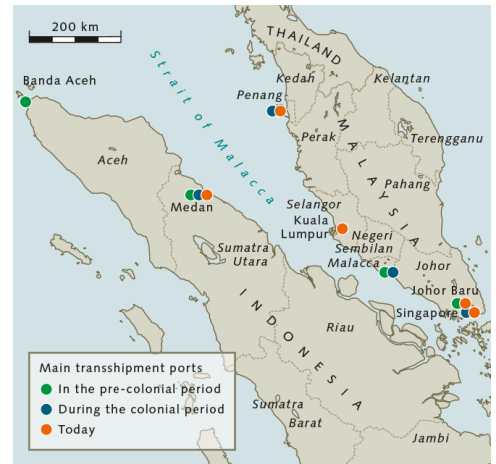 200 km
THAILAND
Banda Aceh
Kedah
Kelantan
Penang
Strait of Malacca
Perak
Terengganu
MALAYSIA
Aceh
Pahang
Medan
Selangor
Kuala
Lumpur
Negeri
Sembilan
Sumatra
Utara
Malacca
Johor
Johor Baru
Singapore
INDONESIA
Riau
Main transshipment ports
In the pre-colonial period
During the colonial period
Today
Sumatra
Barat
Jambi